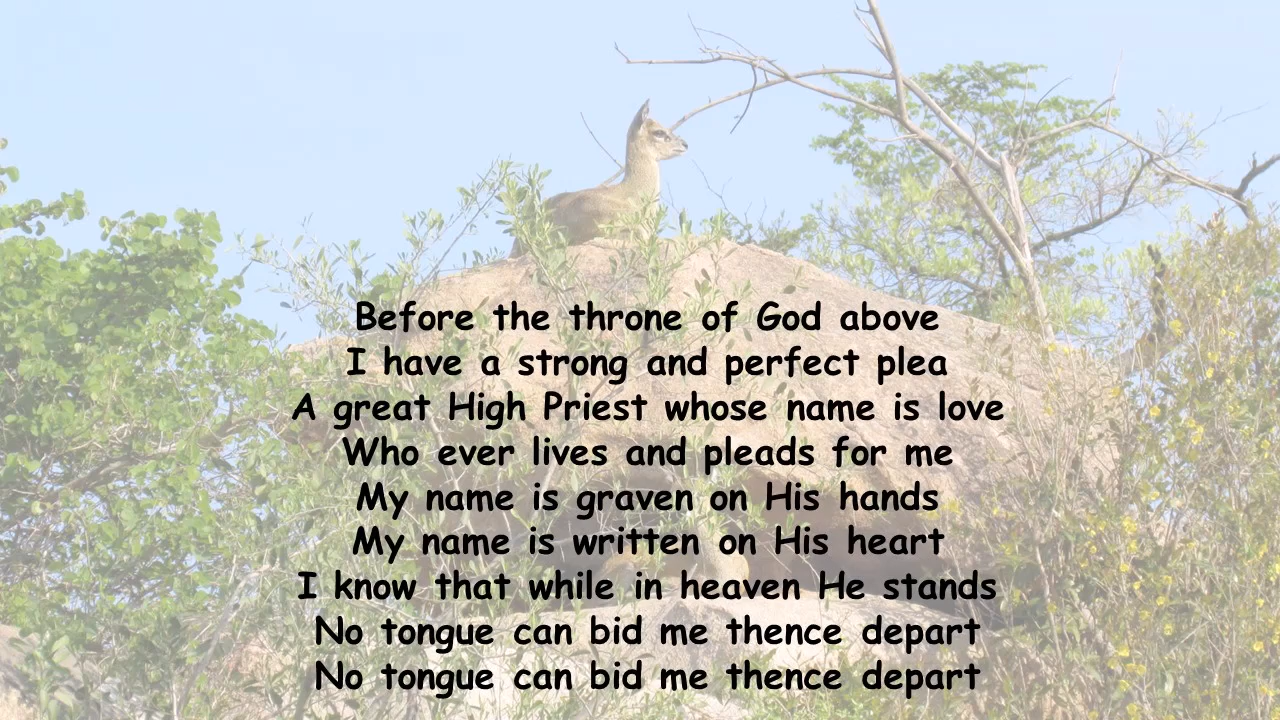 Before the throne of God above
I have a strong and perfect plea
A great High Priest whose name is love
Who ever lives and pleads for me
My name is graven on His hands
My name is written on His heart
I know that while in heaven He stands
No tongue can bid me thence depart
No tongue can bid me thence depart